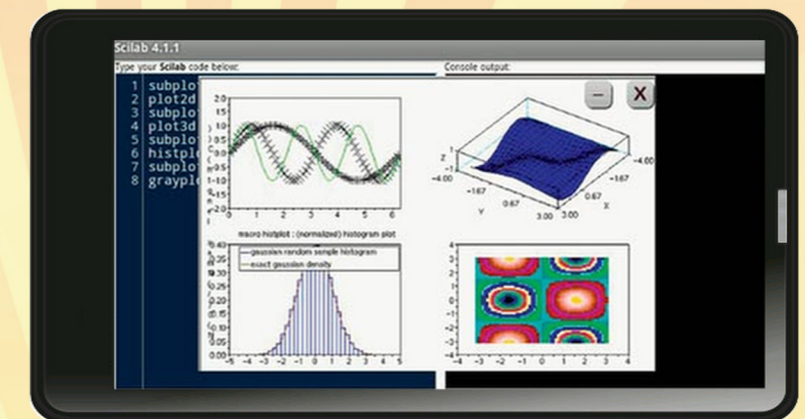 Scilab 4.1.1
Type your Scilab code below:
Console output:
1 subplo
2 plot2d
3 subplo
4 plot3d
5 subplo
6 histplo
7 subplo
8 grayplo
X
2.0
1.5
1.0
0.5
0.0
-0.5
-1.0
-1.5
-2.0
0 1 2 3 4 5 6
Z
1
-1
-4.00
-1.67
0.67
3.00
Y
3.00
0.67
-1.67
-4.00
X
macro histplot : (normalized) histogram plot
gaussian random sample histogram
exact gaussian density
0.40
0.35
0.30
0.25
0.20
0.15
0.10
0.05
0.00
-5 -4 -3 -2 -1 0 1 2 3 4 5
4
3
2
1
0
-1
-2
-3
-4
-4 -3 -2 -1 0 1 2 3 4